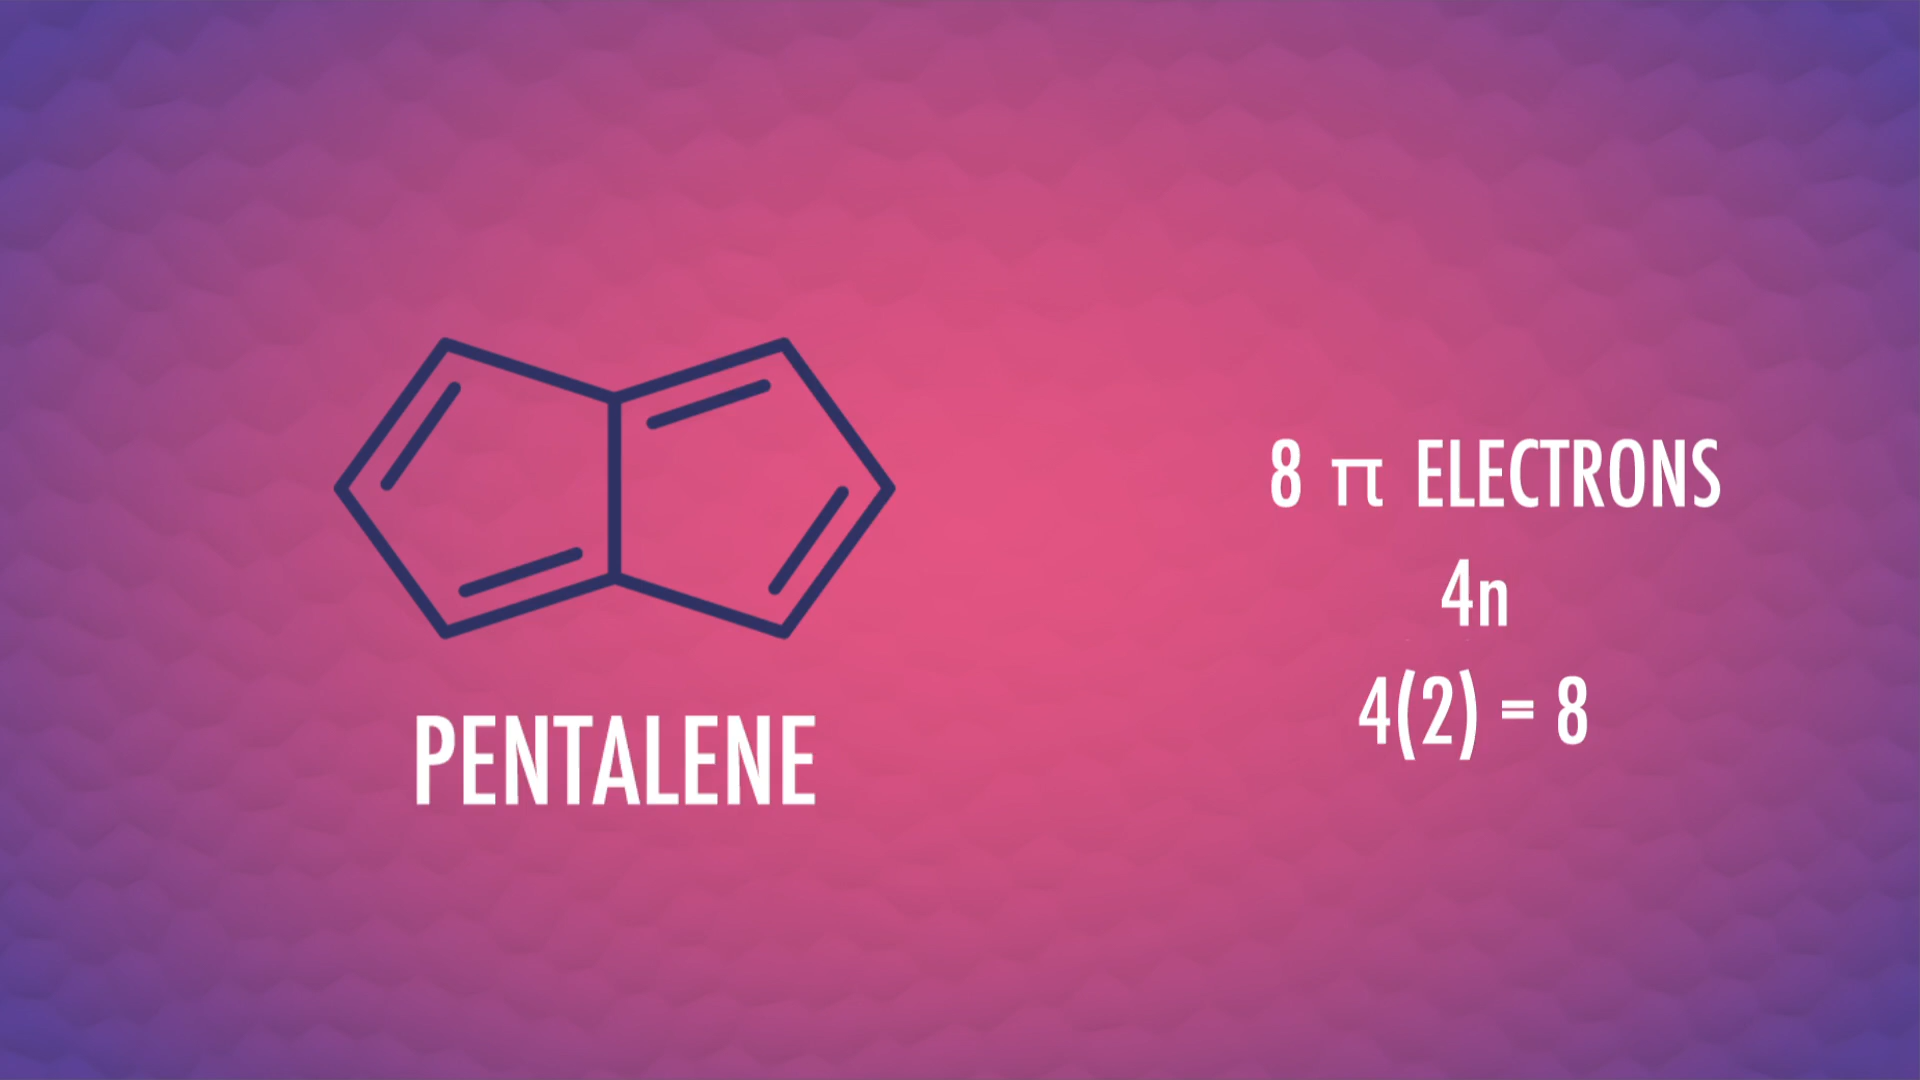 PENTALENE
8 π ELECTRONS
4n
4(2) = 8